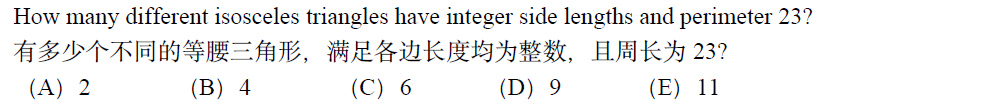 How many different isosceles triangles have integer side lengths and perimeter 23?
有多少个不同的等腰三角形，满足各边长度均为整数，且周长为 23?
(A) 2 (B) 4 (C) 6 (D) 9 (E) 11